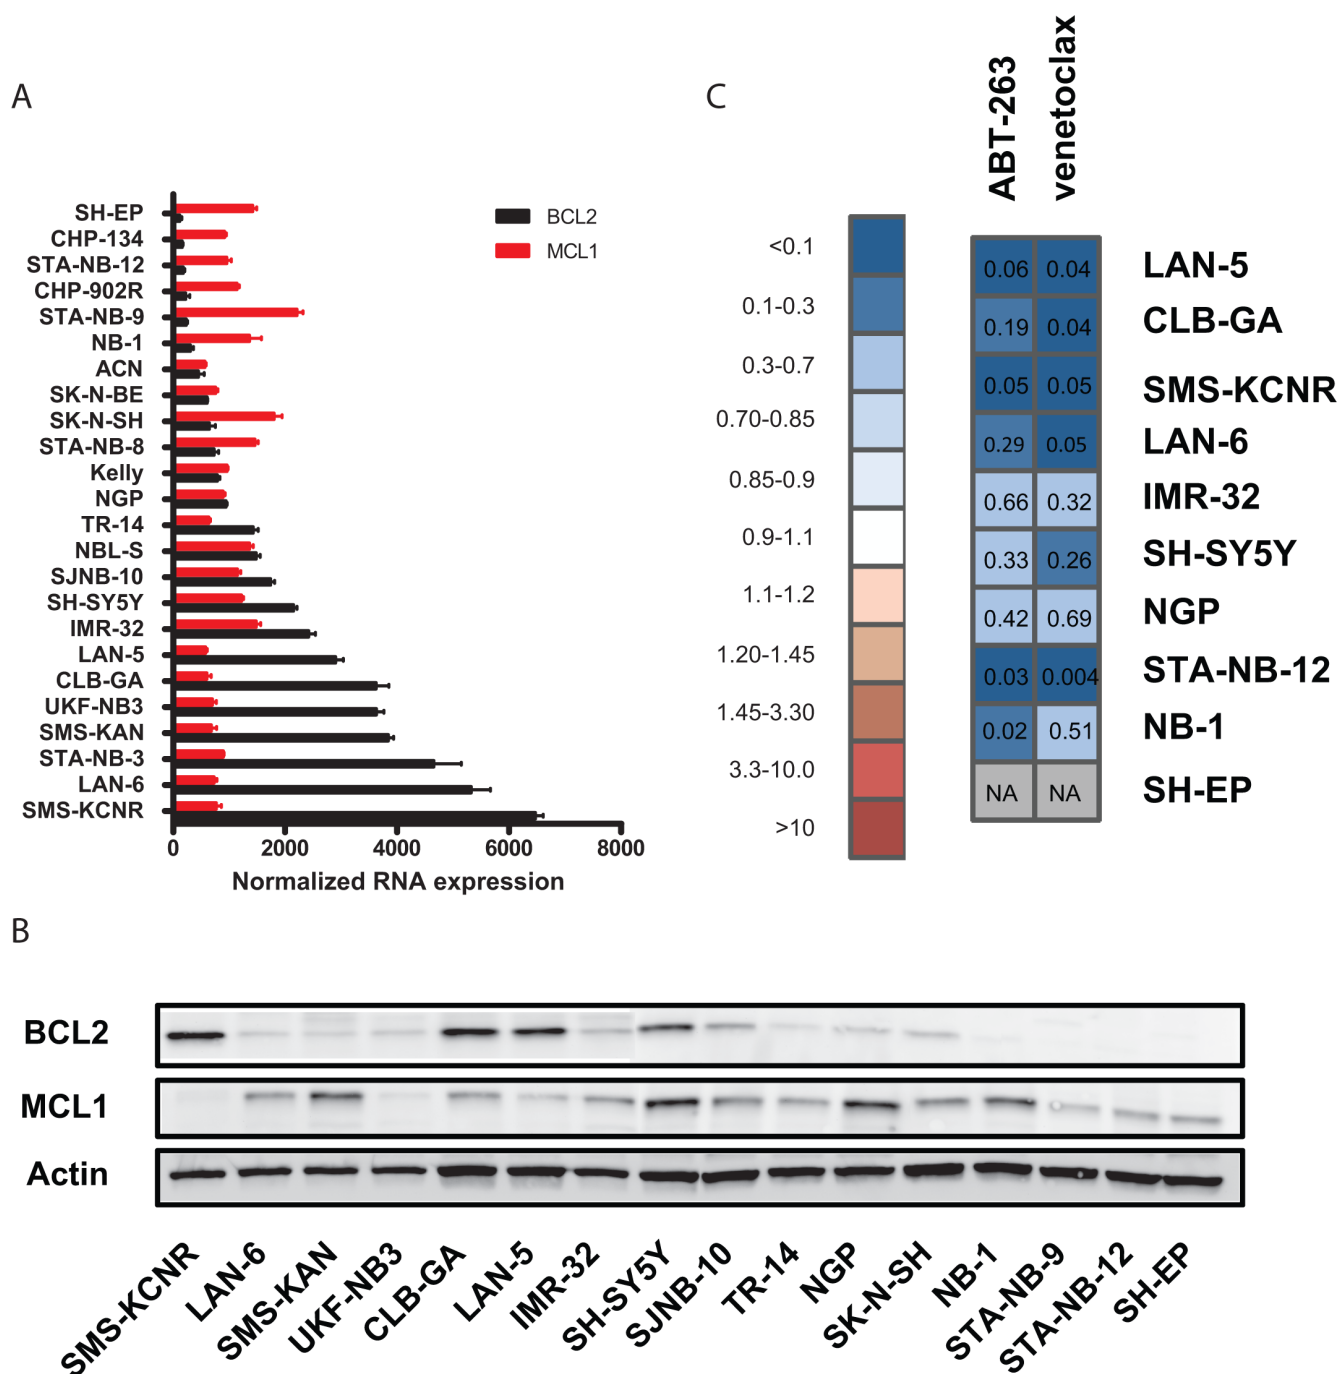 A
SH-EP
CHP-134
STA-NB-12
CHP-902R
STA-NB-9
NB-1
ACN
SK-N-BE
SK-N-SH
STA-NB-8
Kelly
NGP
TR-14
NBL-S
SJNB-10
SH-SY5Y
IMR-32
LAN-5
CLB-GA
UKF-NB3
SMS-KAN
STA-NB-3
LAN-6
SMS-KCNR
BCL2
MCL1
0 2000 4000 6000 8000
Normalized RNA expression
C
ABT-263
venetoclax
<0.1
0.1-0.3
0.3-0.7
0.70-0.85
0.85-0.9
0.9-1.1
1.1-1.2
1.20-1.45
1.45-3.30
3.3-10.0
>10
0.06 0.04 LAN-5
0.19 0.04 CLB-GA
0.05 0.05 SMS-KCNR
0.29 0.05 LAN-6
0.66 0.32 IMR-32
0.33 0.26 SH-SY5Y
0.42 0.69 NGP
0.03 0.004 STA-NB-12
0.02 0.51 NB-1
NA NA SH-EP
B
BCL2
MCL1
Actin
SMS-KCNR
LAN-6
SMS-KAN
UKF-NB3
CLB-GA
LAN-5
IMR-32
SH-SY5Y
SJNB-10
TR-14
NGP
SK-N-SH
NB-1
STA-NB-9
STA-NB-12
SH-EP